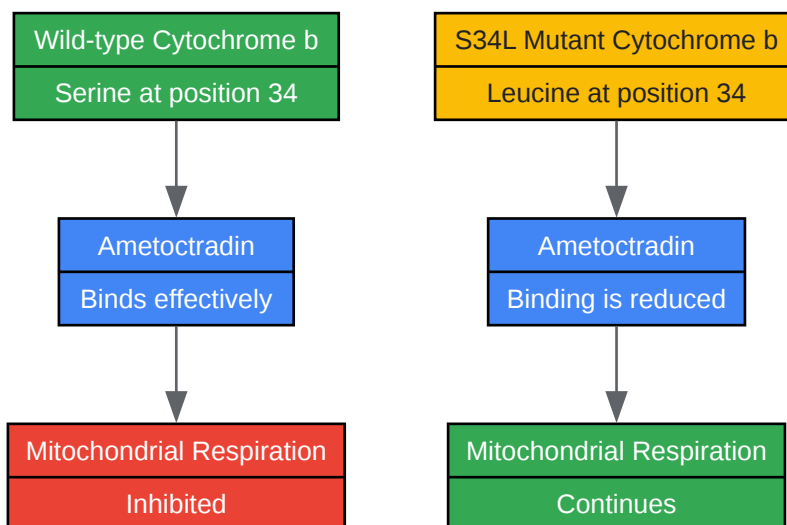 Wild-type Cytochrome b
Serine at position 34
Ametoctradin
Binds effectively
Mitochondrial Respiration
Inhibited
S34L Mutant Cytochrome b
Leucine at position 34
Ametoctradin
Binding is reduced
Mitochondrial Respiration
Continues